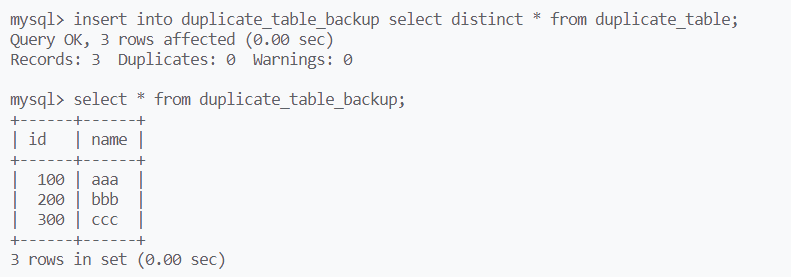 mysql> insert into duplicate_table_backup select distinct * from duplicate_table;
Query OK, 3 rows affected (0.00 sec)
Records: 3  Duplicates: 0  Warnings: 0

mysql> select * from duplicate_table_backup;
+------+------+
| id   | name |
+------+------+
|  100 | aaa  |
|  200 | bbb  |
|  300 | ccc  |
+------+------+
3 rows in set (0.00 sec)